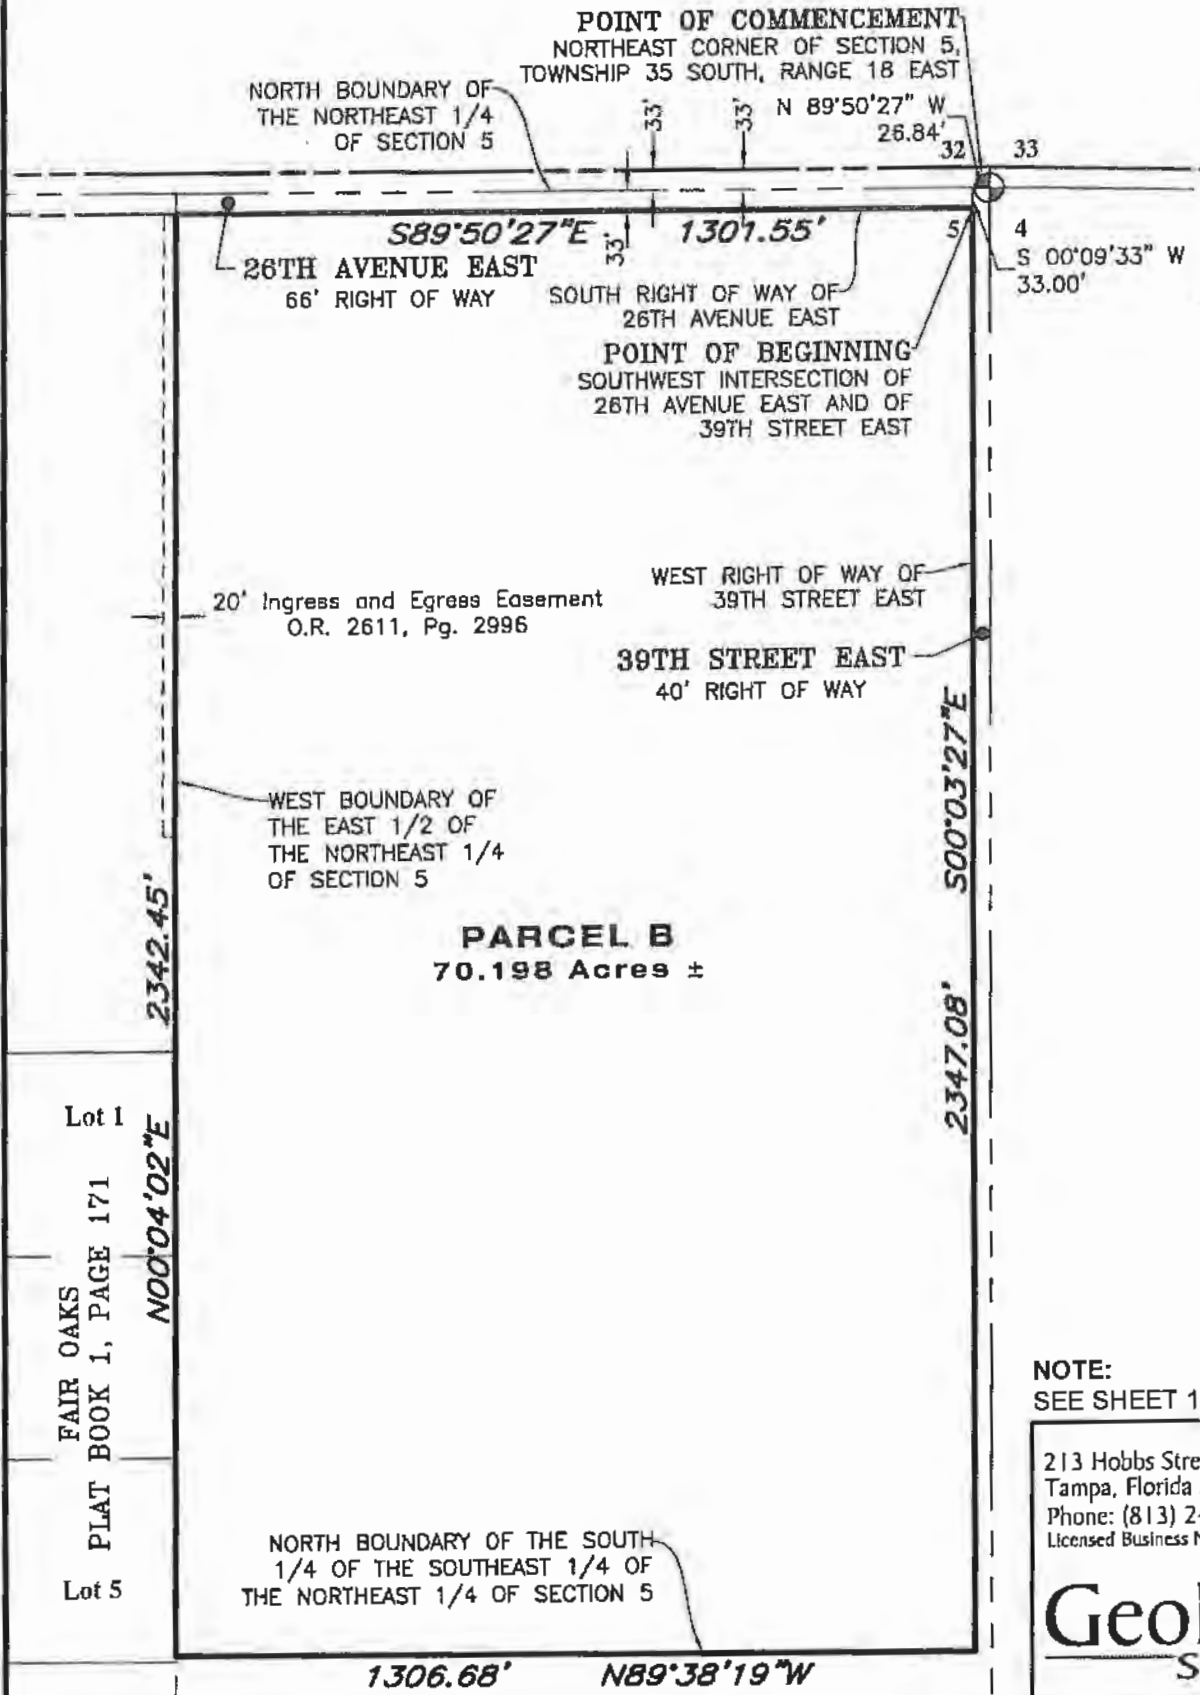 POINT OF COMMENCEMENT
NORTHEAST CORNER OF SECTION 5,
TOWNSHIP 35 SOUTH, RANGE 18 EAST
NORTH BOUNDARY OF
THE NORTHEAST 1/4
OF SECTION 5
33'
33'
N 89°50'27" W
26.84'
32
33
S89°50'27"E
33'
1301.55'
5
4
S 00°09'33" W
33.00'
26TH AVENUE EAST
66' RIGHT OF WAY
SOUTH RIGHT OF WAY OF
26TH AVENUE EAST
POINT OF BEGINNING
SOUTHWEST INTERSECTION OF
26TH AVENUE EAST AND OF
39TH STREET EAST
WEST RIGHT OF WAY OF
39TH STREET EAST
20' Ingress and Egress Easement
O.R. 2611, Pg. 2996
39TH STREET EAST
40' RIGHT OF WAY
S00°03'27"E
2347.08'
WEST BOUNDARY OF
THE EAST 1/2 OF
THE NORTHEAST 1/4
OF SECTION 5
2342.45'
N00°04'02"E
PARCEL B
70.198 Acres ±
Lot 1
FAIR OAKS
PLAT BOOK 1, PAGE 171
Lot 5
NORTH BOUNDARY OF THE SOUTH
1/4 OF THE SOUTHEAST 1/4 OF
THE NORTHEAST 1/4 OF SECTION 5
1306.68'
N89°38'19"W
NOTE:
SEE SHEET 1
213 Hobbs Stre
Tampa, Florida
Phone: (813) 2
Licensed Business
Geo
S